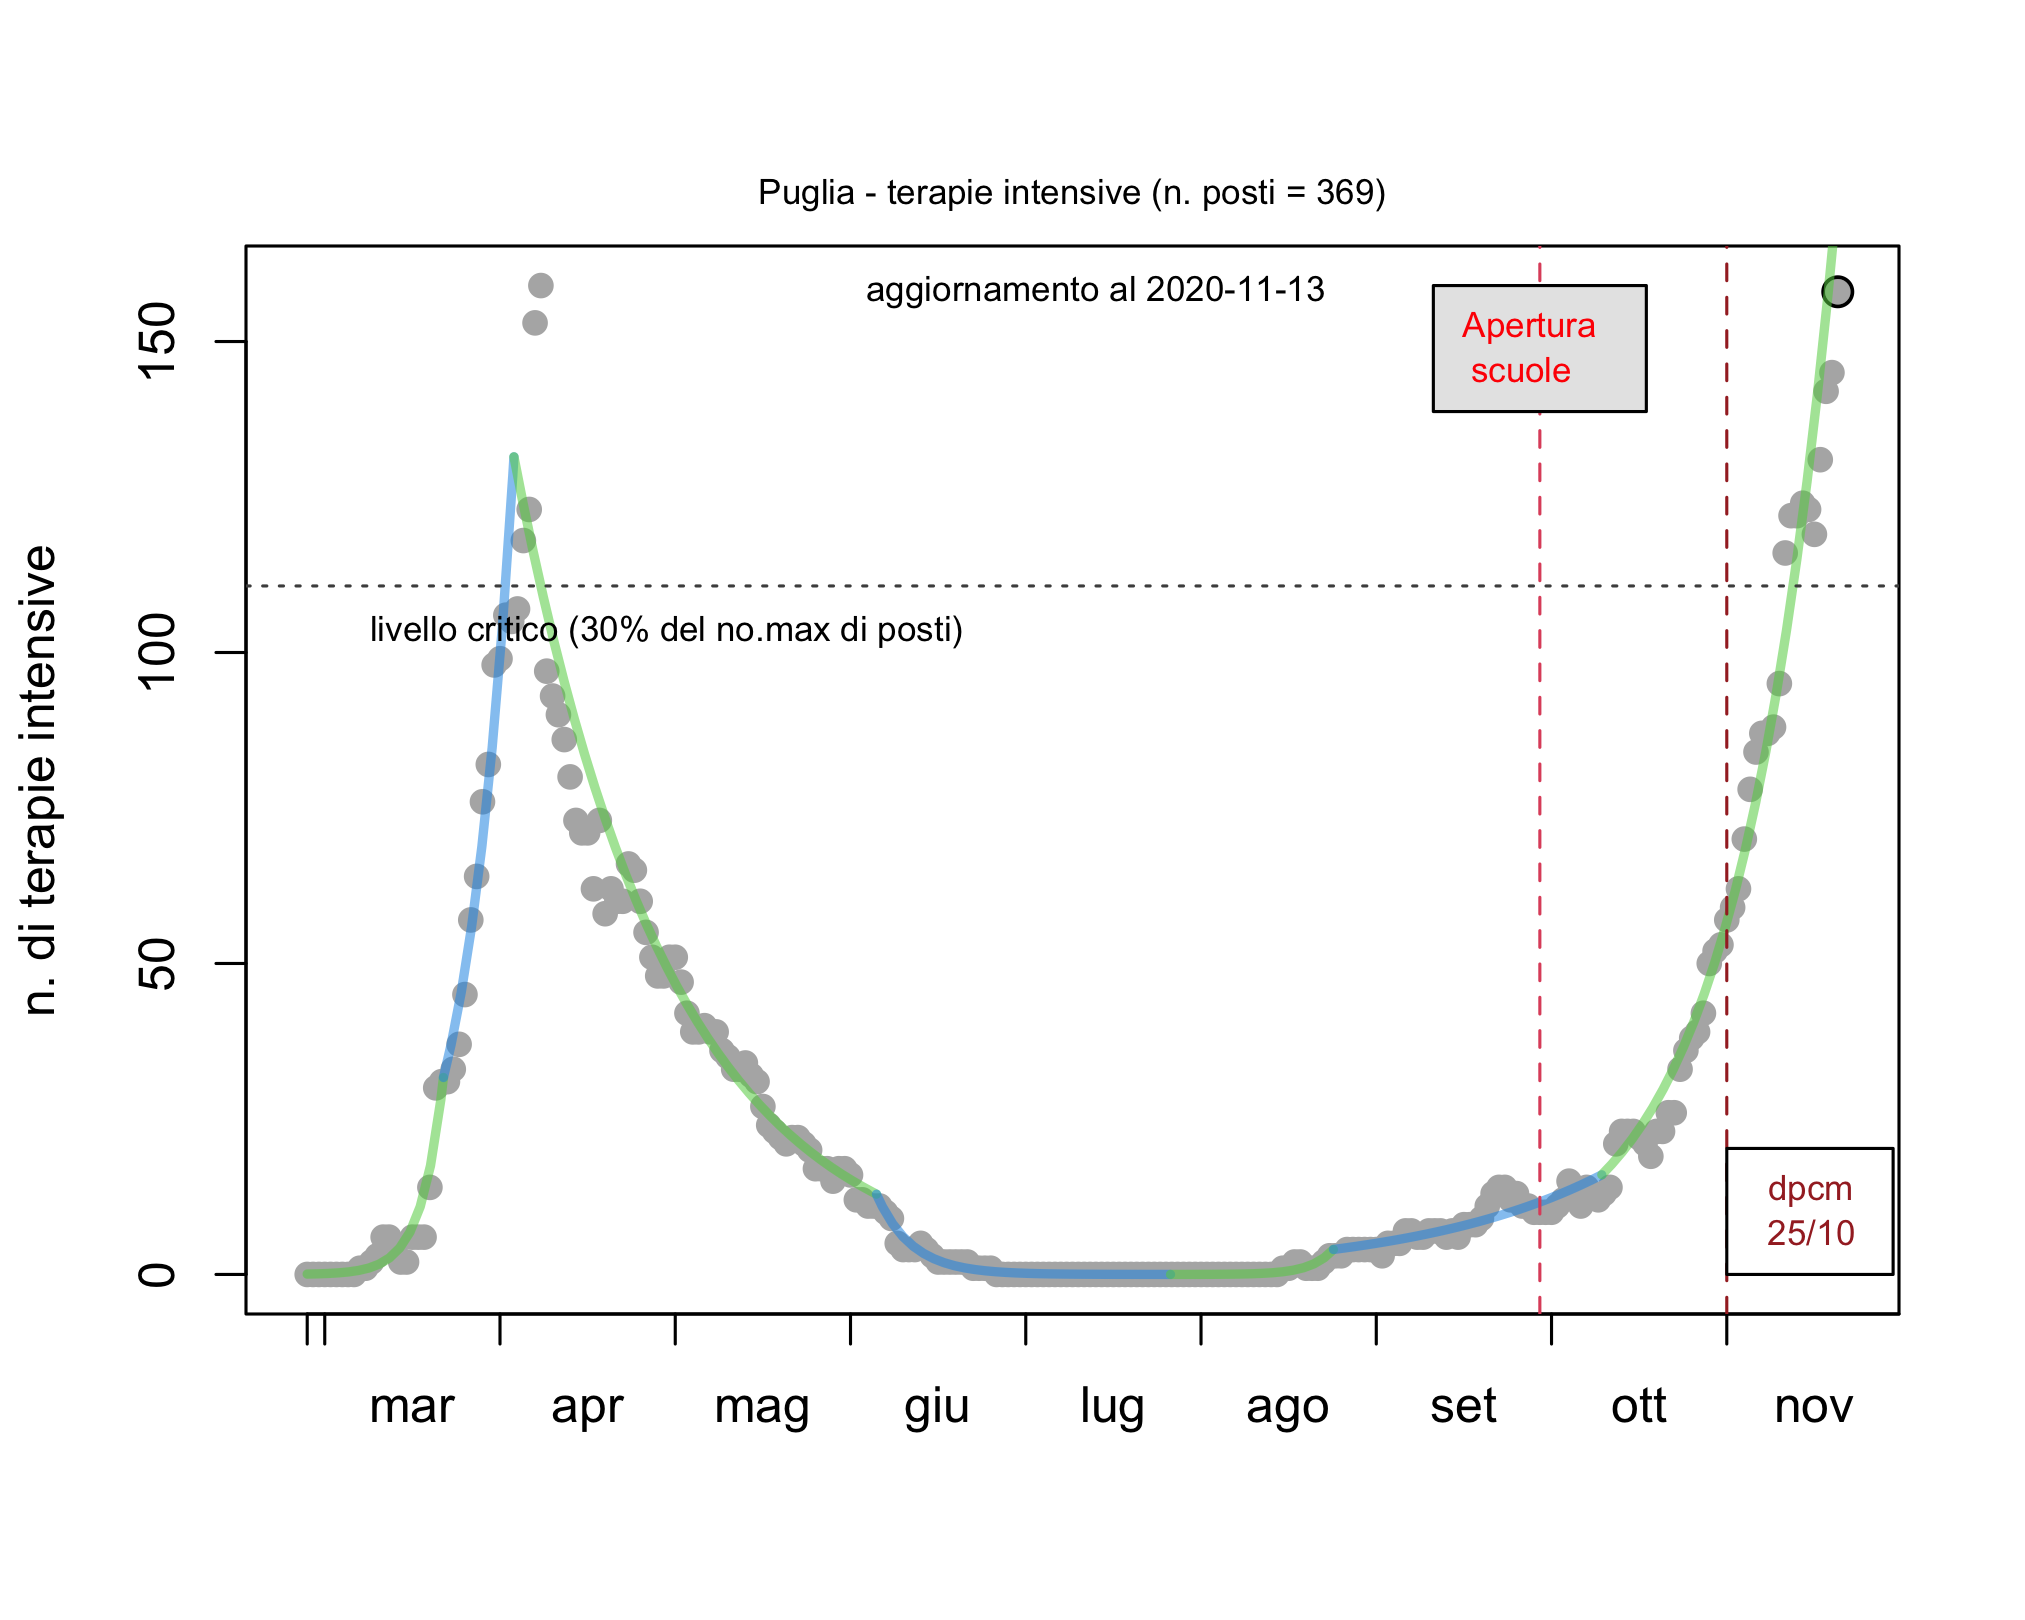 Puglia - terapie intensive (n. posti = 369)
aggiornamento al 2020-11-13
Apertura
scuole
livello critico (30% del no.max di posti)
n. di terapie intensive
150
100
50
0
dpcm
25/10
mar apr mag giu lug ago set ott nov